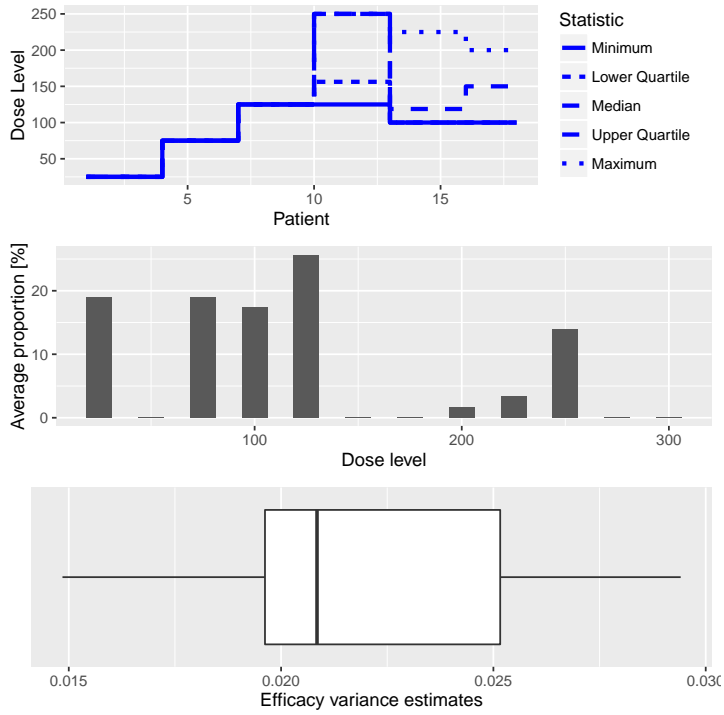 Dose Level
250
200
150
100
50
5
10
15
Patient
Statistic
Minimum
Lower Quartile
Median
Upper Quartile
Maximum
Average proportion [%]
20
10
0
100
200
300
Dose level
0.015
0.020
0.025
0.030
Efficacy variance estimates